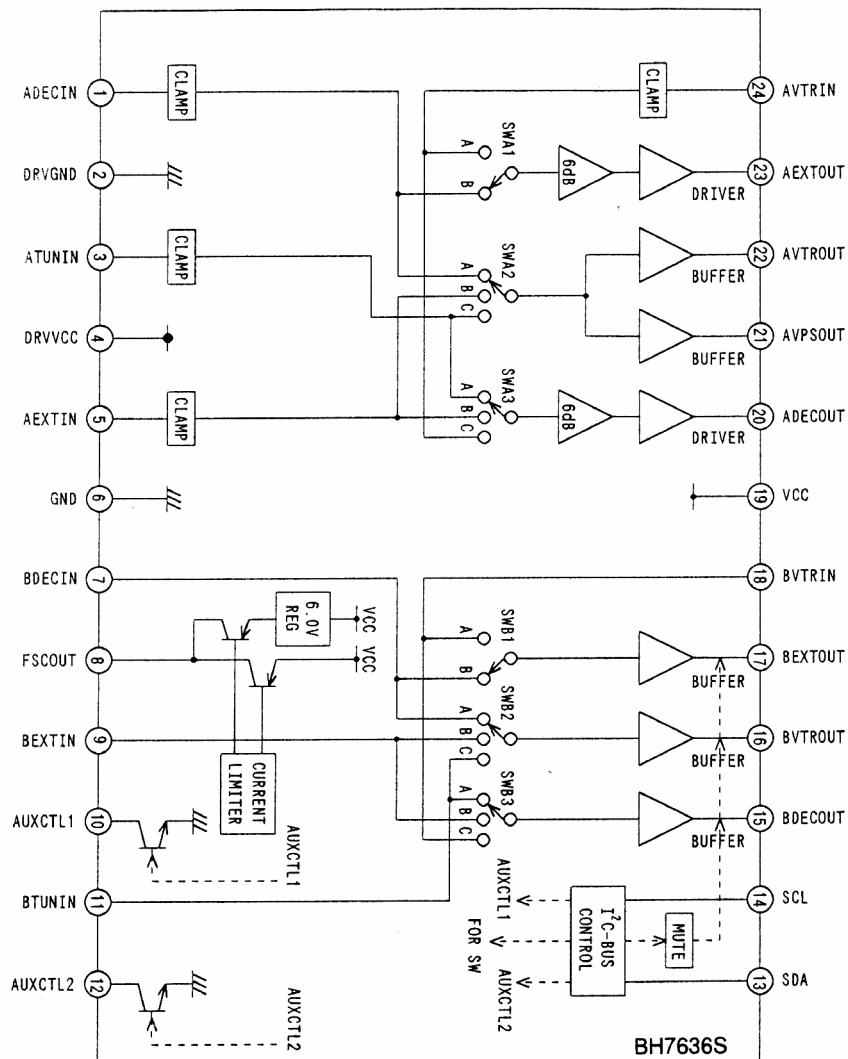 ADECIN 1 CLAMP
CLAMP 24 AVTRIN
DRVGND 2
SWA1 A B
6dB DRIVER 23 AEXTOUT
ATUNIN 3 CLAMP
SWA2 A B C
BUFFER 22 AVTROUT
DRVVCC 4
BUFFER 21 AVPSOUT
AEXTIN 5 CLAMP
SWA3 A B C
6dB DRIVER 20 ADECOUT
GND 6
19 VCC
BDECIN 7
18 BVTRIN
6.0V REG VCC
FSCOUT 8
VCC
SWB1 A B
BUFFER 17 BEXTOUT
BEXTIN 9
SWB2 A B C
BUFFER 16 BVTROUT
CURRENT LIMITER
AUXCTL1 10
AUXCTL1
SWB3 A B C
BUFFER 15 BDECOUT
BTUNIN 11
AUXCTL1
I²C-BUS CONTROL
14 SCL
FOR SW
MUTE
AUXCTL2 12
AUXCTL2
AUXCTL2
13 SDA
BH7636S